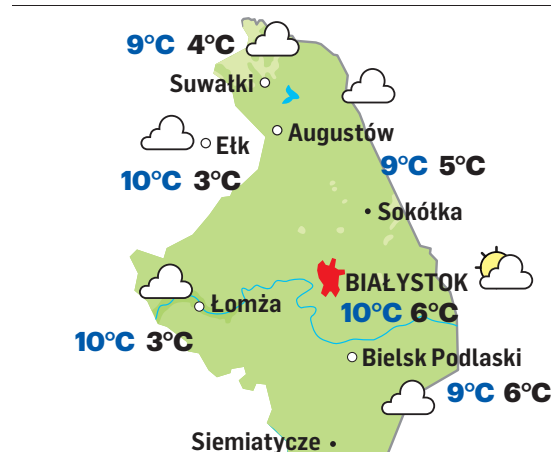 9°C 4°C
Suwałki
Augustów
Ełk
10°C 3°C
9°C 5°C
Sokółka
BIAŁYSTOK
10°C 6°C
Łomża
10°C 3°C
Bielsk Podlaski
9°C 6°C
Siemiatycze